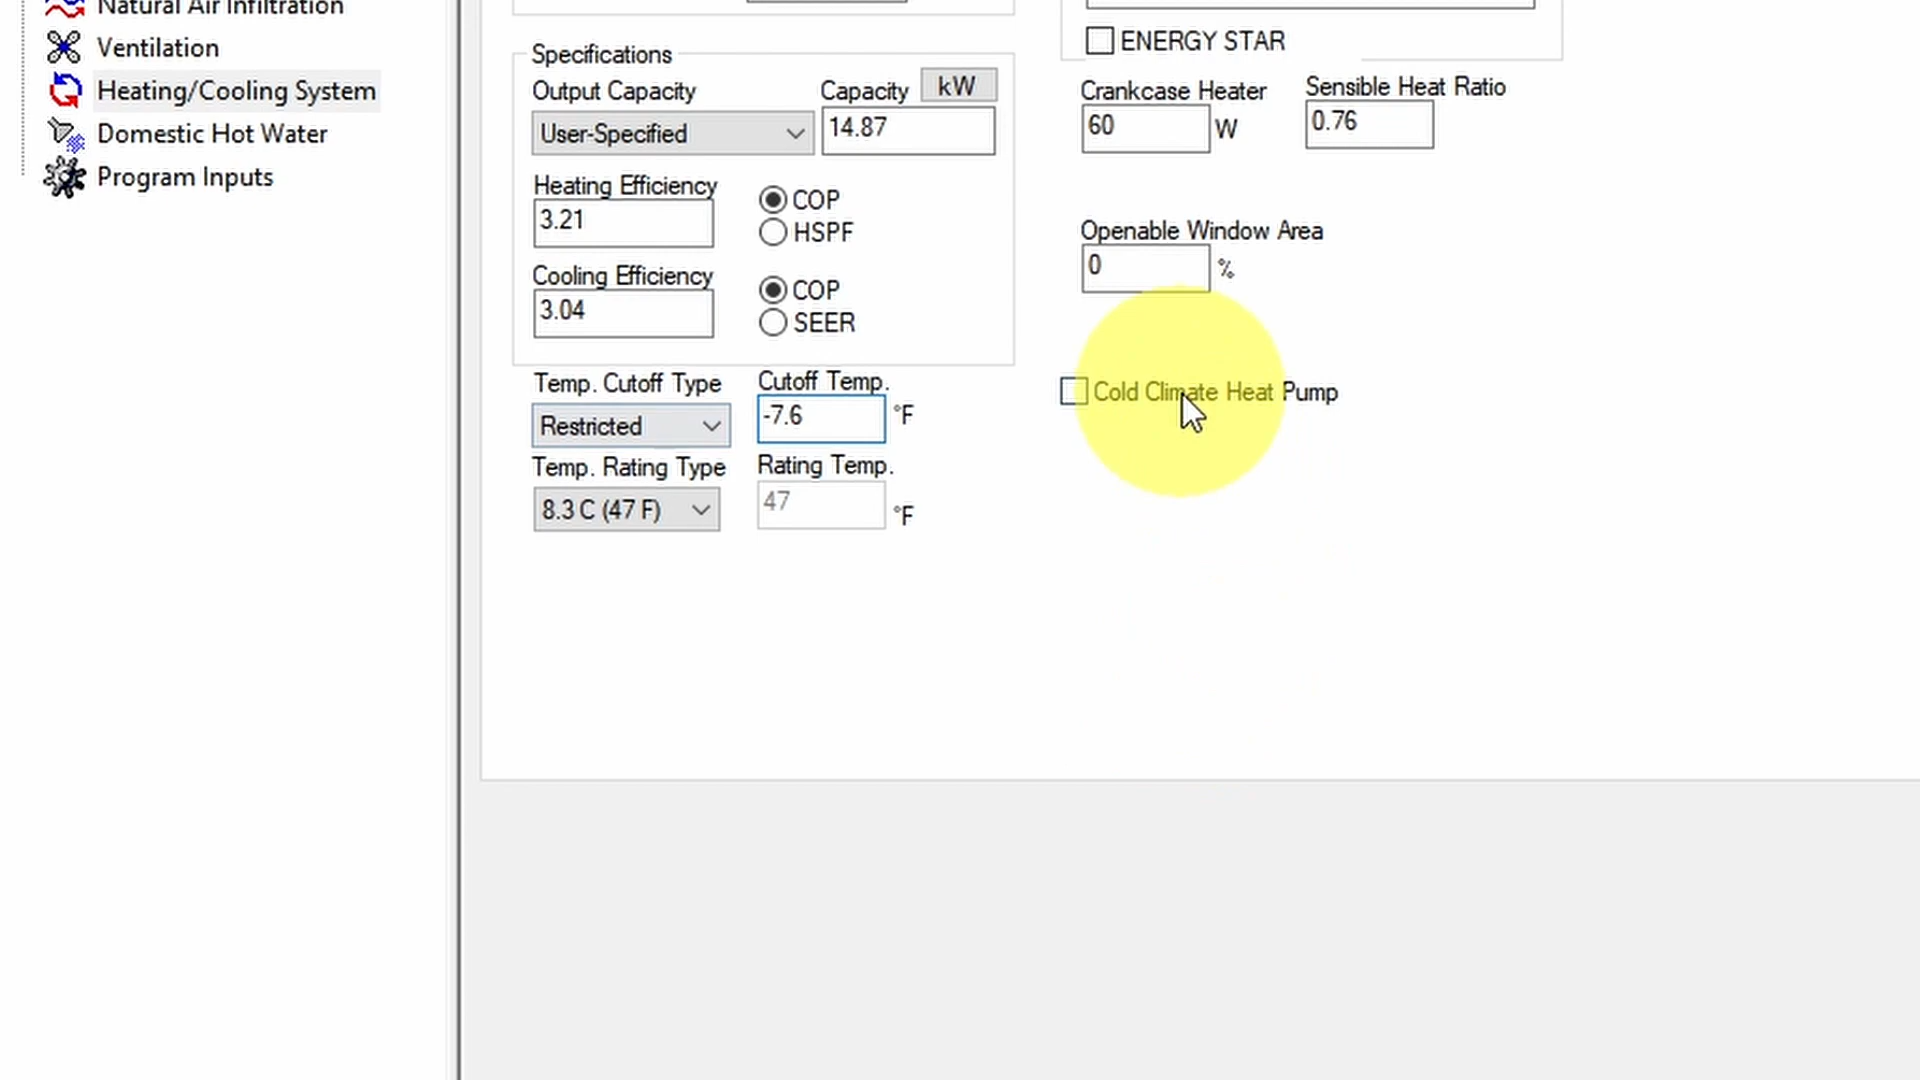 Natural Air Infiltration
Ventilation
Heating/Cooling System
Domestic Hot Water
Program Inputs
Specifications
Output Capacity
Capacity
kW
User-Specified
14.87
Heating Efficiency
3.21
COP
HSPF
Cooling Efficiency
3.04
COP
SEER
Temp. Cutoff Type
Cutoff Temp.
Restricted
-7.6
°F
Temp. Rating Type
Rating Temp.
8.3 C (47 F)
47
°F
ENERGY STAR
Crankcase Heater
Sensible Heat Ratio
60
W
0.76
Openable Window Area
0
%
Cold Climate Heat Pump